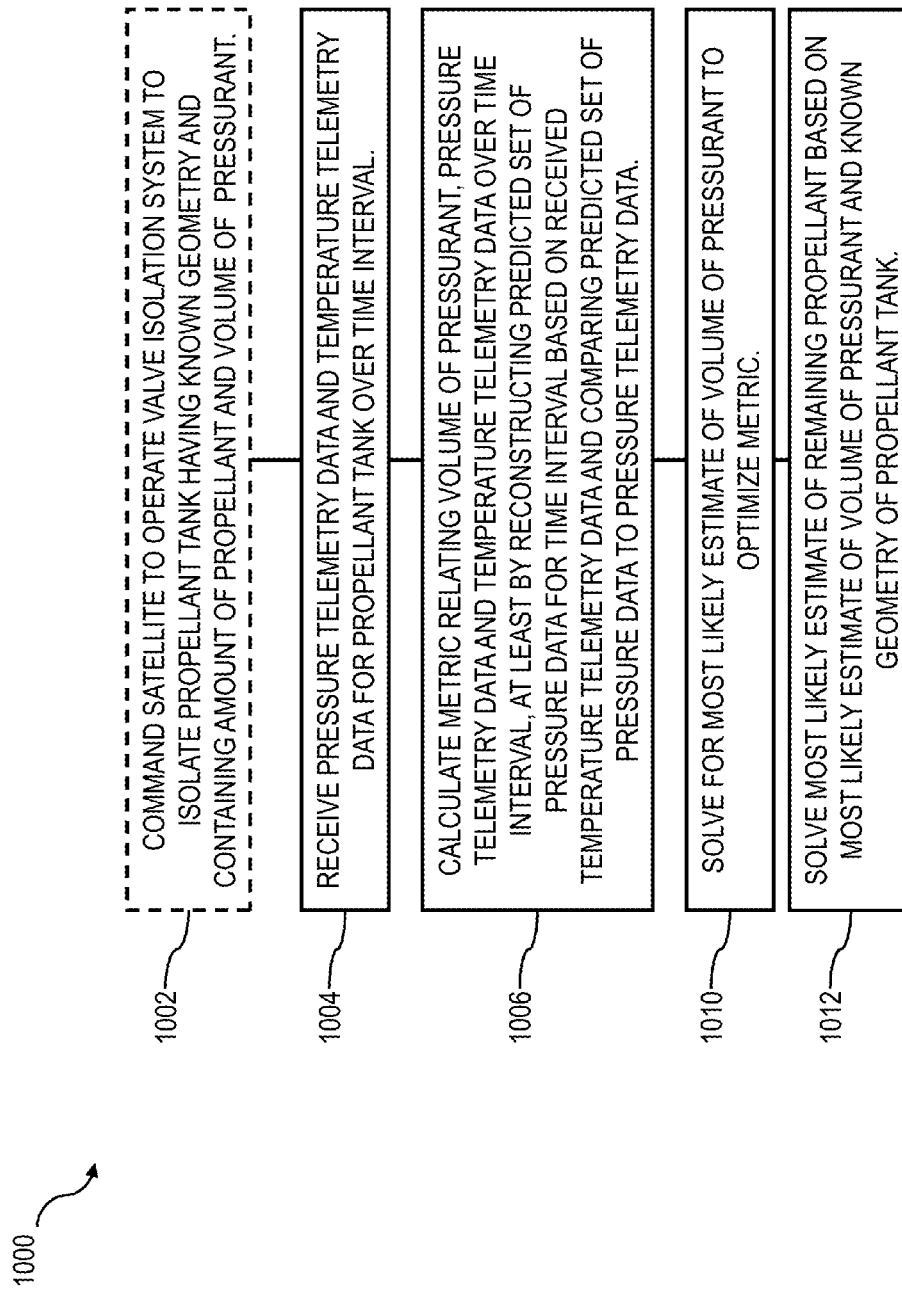 1000
1002
COMMAND SATELLITE TO OPERATE VALVE ISOLATION SYSTEM TO
ISOLATE PROPELLANT TANK HAVING KNOWN GEOMETRY AND
CONTAINING AMOUNT OF PROPELLANT AND VOLUME OF PRESSURANT.
1004
RECEIVE PRESSURE TELEMETRY DATA AND TEMPERATURE TELEMETRY
DATA FOR PROPELLANT TANK OVER TIME INTERVAL.
1006
CALCULATE METRIC RELATING VOLUME OF PRESSURANT, PRESSURE
TELEMETRY DATA AND TEMPERATURE TELEMETRY DATA OVER TIME
INTERVAL, AT LEAST BY RECONSTRUCTING PREDICTED SET OF
PRESSURE DATA FOR TIME INTERVAL BASED ON RECEIVED
TEMPERATURE TELEMETRY DATA AND COMPARING PREDICTED SET OF
PRESSURE DATA TO PRESSURE TELEMETRY DATA.
1010
SOLVE FOR MOST LIKELY ESTIMATE OF VOLUME OF PRESSURANT TO
OPTIMIZE METRIC.
1012
SOLVE MOST LIKELY ESTIMATE OF REMAINING PROPELLANT BASED ON
MOST LIKELY ESTIMATE OF VOLUME OF PRESSURANT AND KNOWN
GEOMETRY OF PROPELLANT TANK.